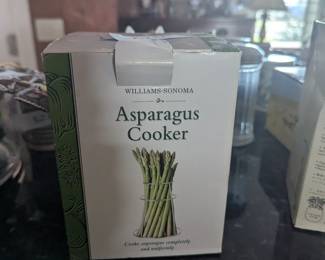 WILLIAMS-SONOMA
Asparagus
Cooker
Cooks asparagus completely
and uniformly